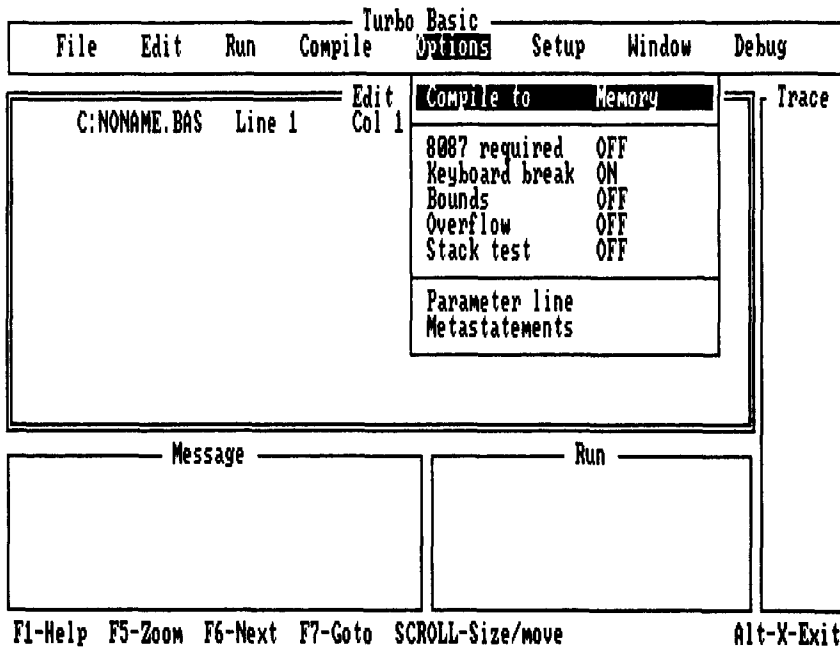 Turbo Basic
File Edit Run Compile Options Setup Window Debug
Edit
C:NONAME.BAS Line 1 Col 1
Compile to Memory
8087 required OFF
Keyboard break ON
Bounds OFF
Overflow OFF
Stack test OFF
Parameter line
Metastatements
Trace
Message
Run
F1-Help F5-Zoom F6-Next F7-Goto SCROLL-Size/move Alt-X-Exit